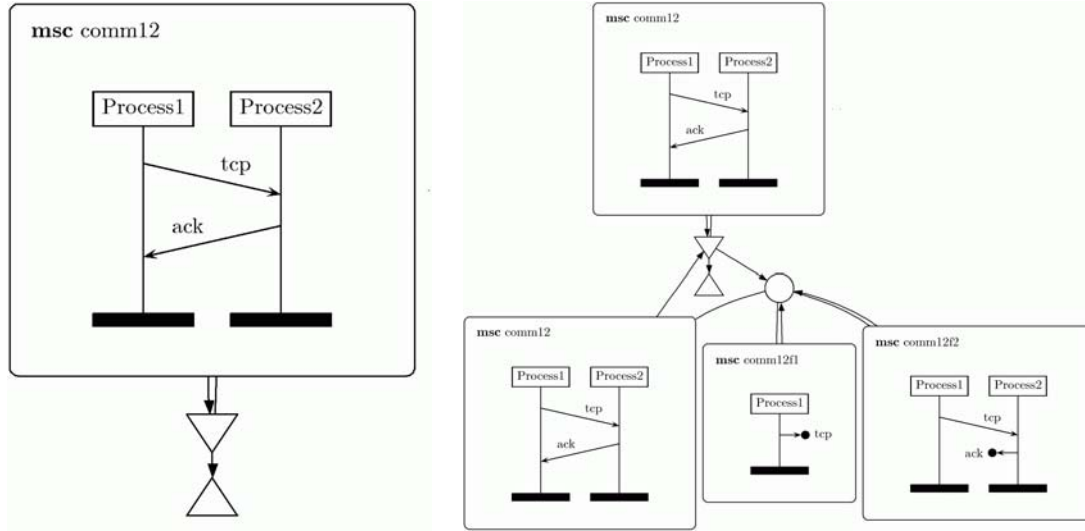 msc comm12
Process1 Process2
tcp
ack
msc comm12
Process1 Process2
tcp
ack
msc comm12
Process1 Process2
tcp
ack
msc comm12f1
Process1
tcp
msc comm12f2
Process1 Process2
tcp
ack